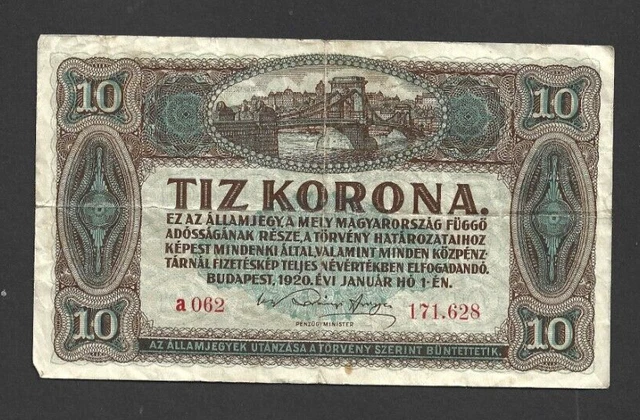 10 10
TIZ KORONA.
EZ AZ ÁLLAMJEGY, A MELY MAGYARORSZÁG FÜGGŐ
ADÓSSÁGÁNAK RÉSZE, A TÖRVÉNY HATÁROZATAIHOZ
KÉPEST MINDENKI ÁLTAL, VALAMINT MINDEN KÖZPÉNZ-
TÁRNÁL FIZETÉSKÉP TELJES NÉVÉRTÉKBEN ELFOGADANDÓ.
BUDAPEST, 1920. ÉVI JANUÁR HÓ 1-ÉN.
a 062 171.628
PÉNZÜGYMINISTER
10 10
AZ ÁLLAMJEGYEK UTÁNZÁSA A TÖRVÉNY SZERINT BÜNTETTETIK.